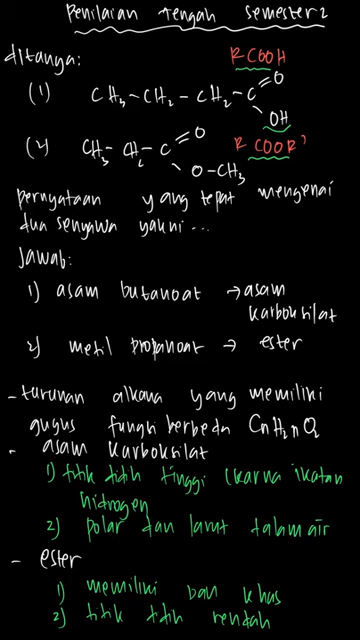 Penilaian Tengah Semester 2
ditanya:
RCOOH
(1) CH3-CH2-CH2-C=O
OH
(2) CH3-CH2-C=O
RCOOR'
O-CH3
pernyataan yang tepat mengenai
dua senyawa yakni ...
Jawab:
1) asam butanoat → asam
karboksilat
2) metil propanoat → ester
- turunan alkana yang memiliki
gugus fungsi berbeda CnH2nO2
- asam karboksilat
1) titik didih tinggi (karna ikatan
hidrogen
2) polar dan larut dalam air
- ester
1) memiliki bau khas
2) titik didih rendah